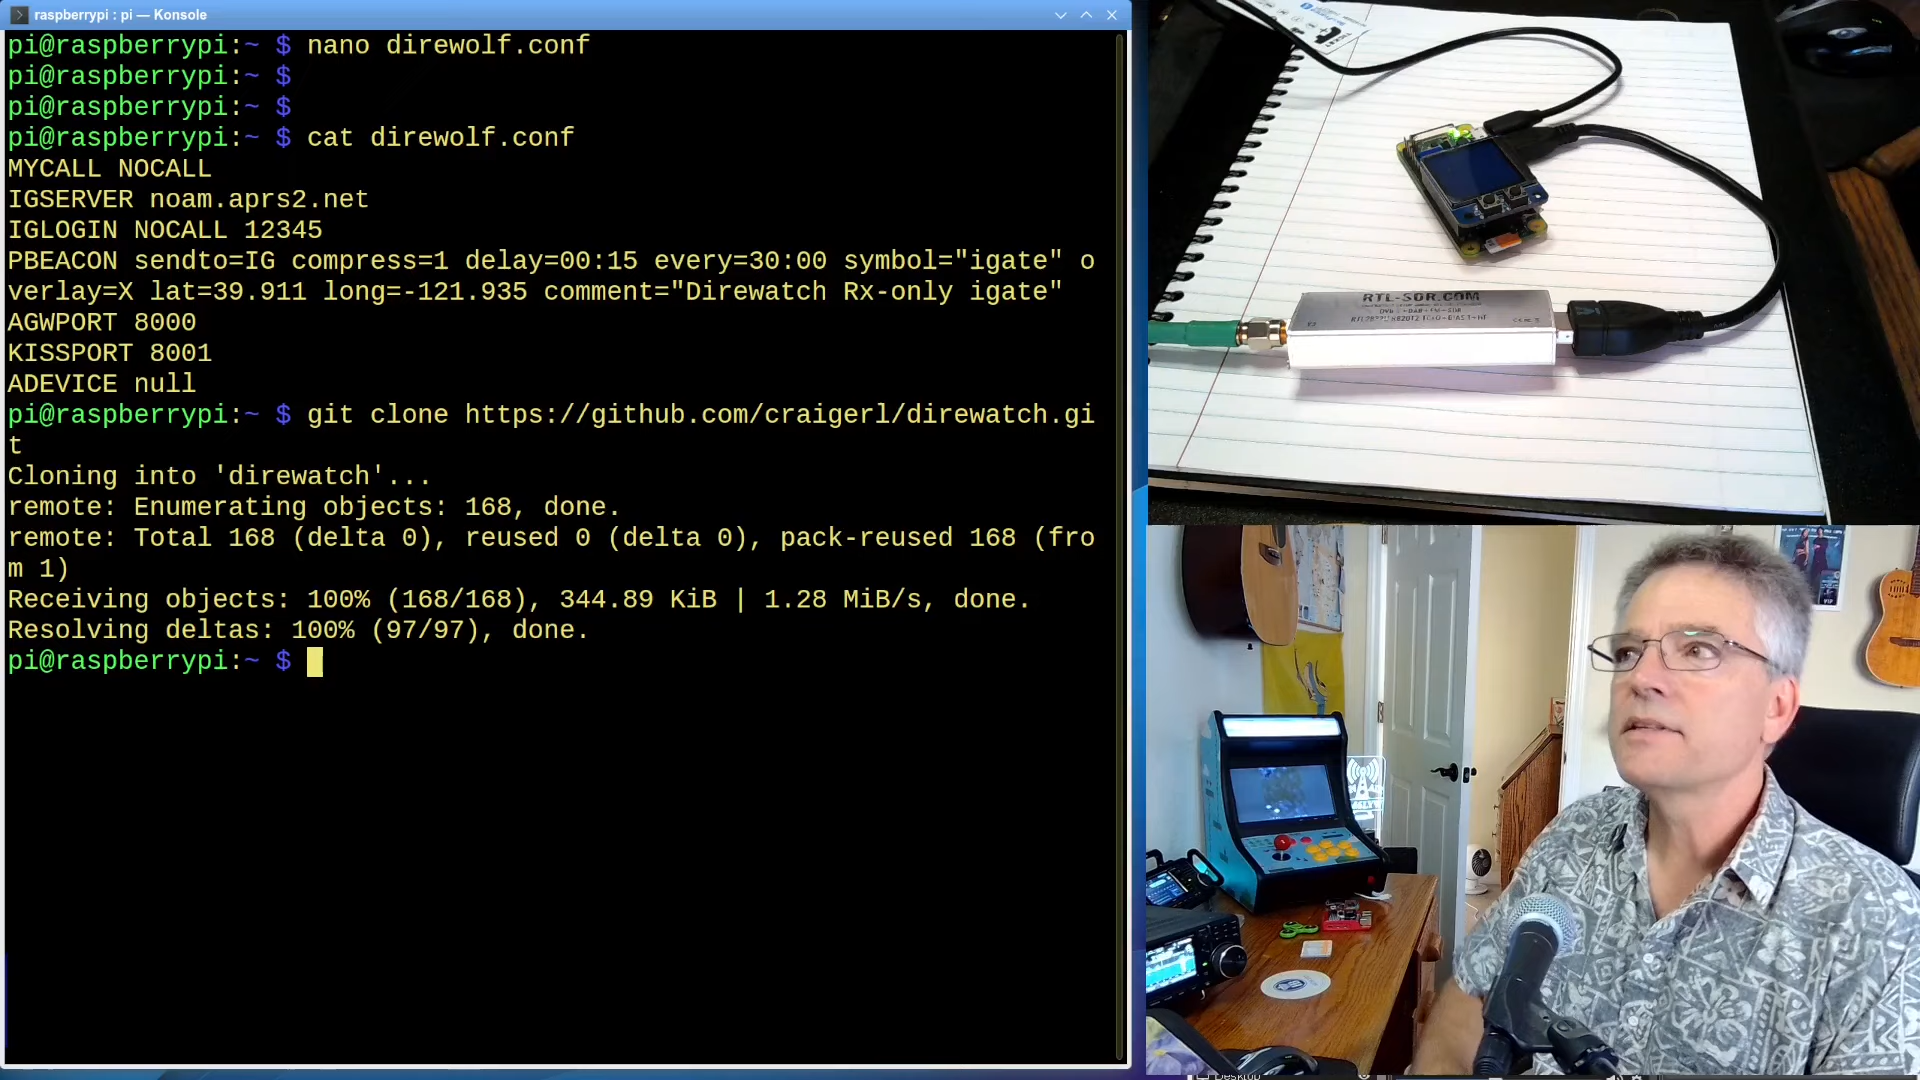 raspberrypi : pi — Konsole
pi@raspberrypi:~ $ nano direwolf.conf
pi@raspberrypi:~ $
pi@raspberrypi:~ $
pi@raspberrypi:~ $ cat direwolf.conf
MYCALL NOCALL
IGSERVER noam.aprs2.net
IGLOGIN NOCALL 12345
PBEACON sendto=IG compress=1 delay=00:15 every=30:00 symbol="igate" o
verlay=X lat=39.911 long=-121.935 comment="Direwatch Rx-only igate"
AGWPORT 8000
KISSPORT 8001
ADEVICE null
pi@raspberrypi:~ $ git clone https://github.com/craigerl/direwatch.gi
t
Cloning into 'direwatch'...
remote: Enumerating objects: 168, done.
remote: Total 168 (delta 0), reused 0 (delta 0), pack-reused 168 (fro
m 1)
Receiving objects: 100% (168/168), 344.89 KiB | 1.28 MiB/s, done.
Resolving deltas: 100% (97/97), done.
pi@raspberrypi:~ $
TICKET
RTL-SDR.COM
VIP
Desktop